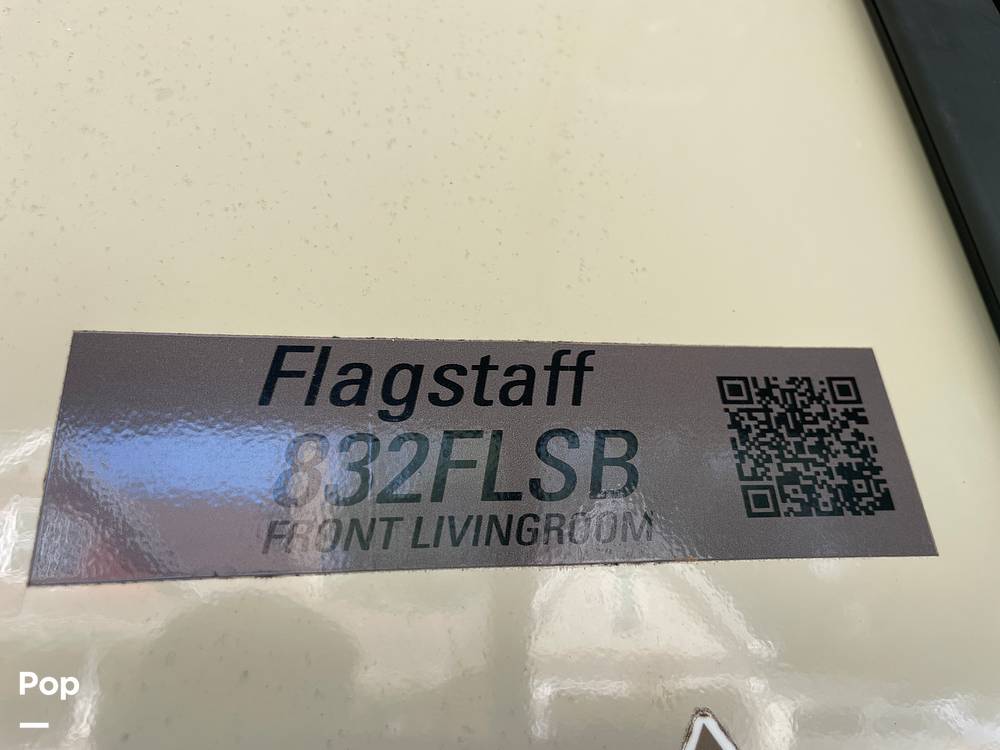 Flagstaff
832FLSB
FRONT LIVINGROOM
Pop